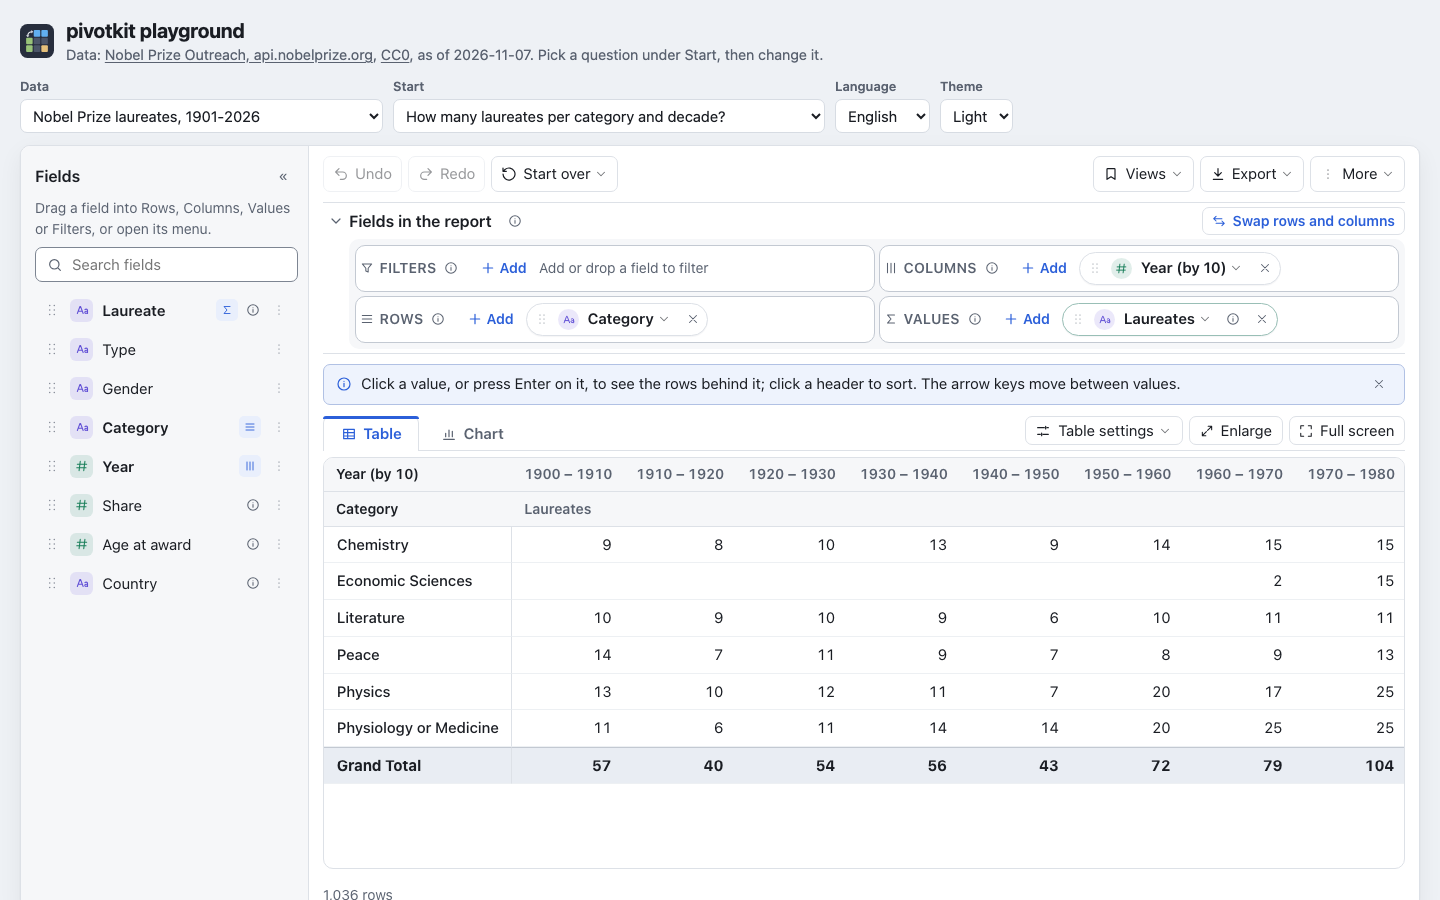 pivotkit playground
Data: Nobel Prize Outreach, api.nobelprize.org, CC0, as of 2026-11-07. Pick a question under Start, then change it.
Data Start Language Theme
Nobel Prize laureates, 1901-2026 How many laureates per category and decade? English Light
Fields «
Drag a field into Rows, Columns, Values
or Filters, or open its menu.
Search fields
Aa Laureate Σ
Aa Type
Aa Gender
Aa Category
# Year
# Share
# Age at award
Aa Country
Undo Redo Start over Views Export More
Fields in the report Swap rows and columns
FILTERS + Add Add or drop a field to filter
COLUMNS + Add # Year (by 10)
ROWS + Add Aa Category
Σ VALUES + Add Aa Laureates
Click a value, or press Enter on it, to see the rows behind it; click a header to sort. The arrow keys move between values.
Table Chart Table settings Enlarge Full screen
Year (by 10) 1900 – 1910 1910 – 1920 1920 – 1930 1930 – 1940 1940 – 1950 1950 – 1960 1960 – 1970 1970 – 1980
Category Laureates
Chemistry 9 8 10 13 9 14 15 15
Economic Sciences 2 15
Literature 10 9 10 9 6 10 11 11
Peace 14 7 11 9 7 8 9 13
Physics 13 10 12 11 7 20 17 25
Physiology or Medicine 11 6 11 14 14 20 25 25
Grand Total 57 40 54 56 43 72 79 104
1,036 rows